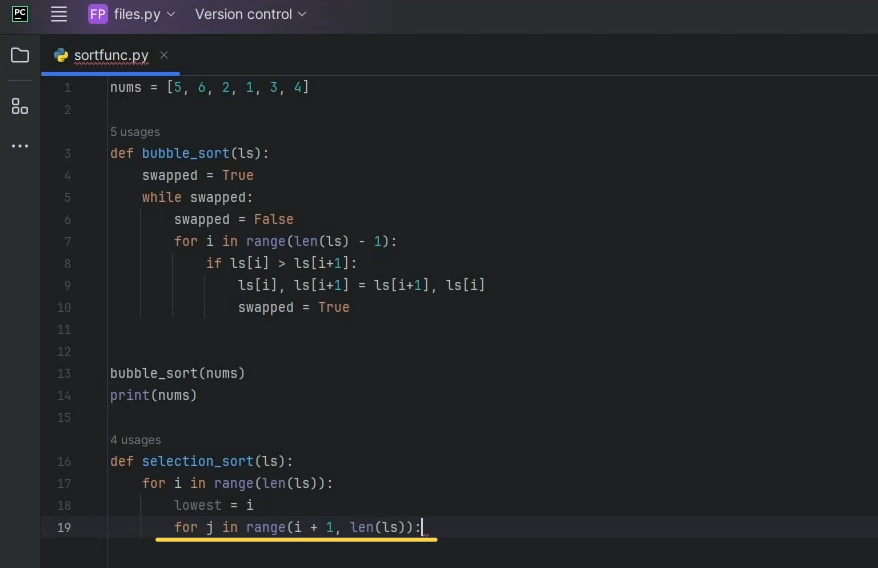 PC
FP files.py Version control
sortfunc.py
1 nums = [5, 6, 2, 1, 3, 4]
2
5 usages
3 def bubble_sort(ls):
4     swapped = True
5     while swapped:
6         swapped = False
7         for i in range(len(ls) - 1):
8             if ls[i] > ls[i+1]:
9                 ls[i], ls[i+1] = ls[i+1], ls[i]
10                 swapped = True
11
12
13 bubble_sort(nums)
14 print(nums)
15
4 usages
16 def selection_sort(ls):
17     for i in range(len(ls)):
18         lowest = i
19         for j in range(i + 1, len(ls)):